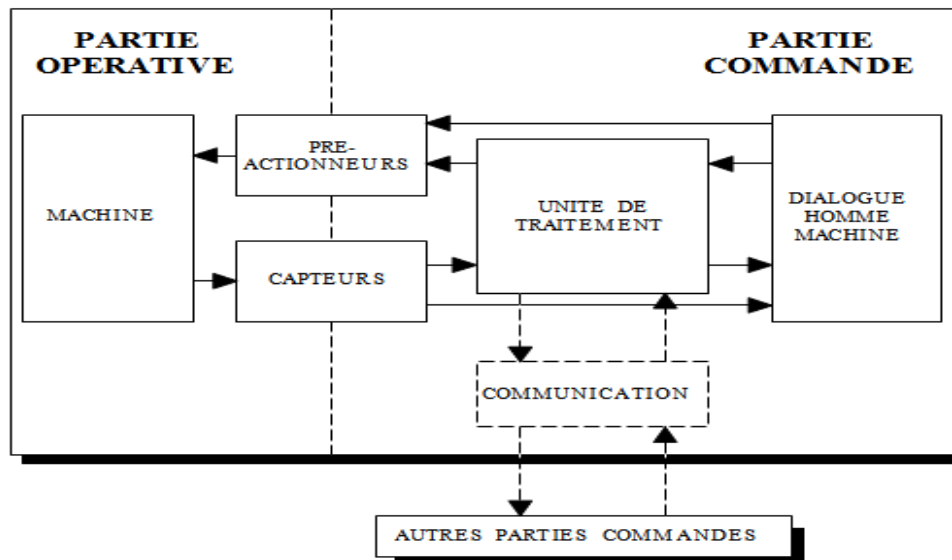 PARTIE
OPERATIVE
PARTIE
COMMANDE
MACHINE
PRE-
ACTIONNEURS
CAPTEURS
UNITE DE
TRAITEMENT
DIALOGUE
HOMME
MACHINE
COMMUNICATION
AUTRES PARTIES COMMANDES